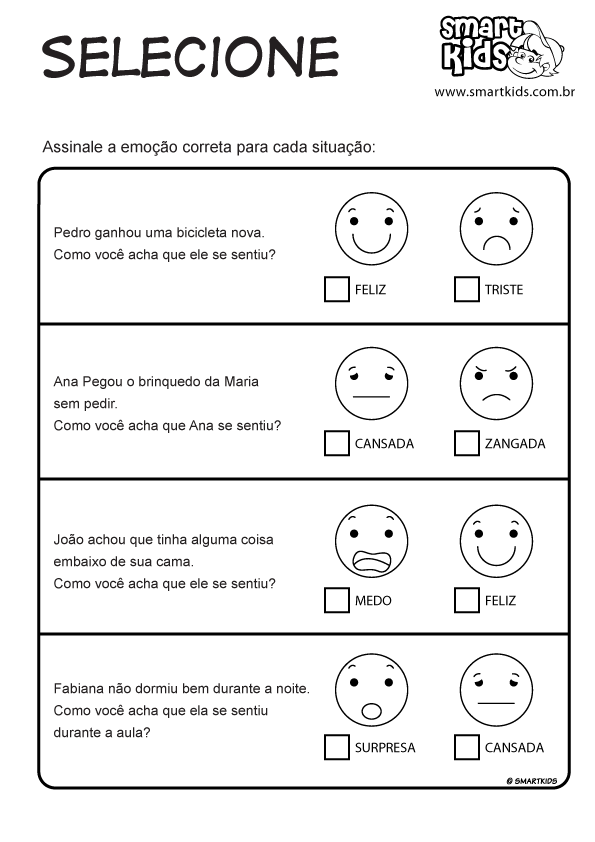 SELECIONE
smart
kids
www.smartkids.com.br
Assinale a emoção correta para cada situação:
Pedro ganhou uma bicicleta nova.
Como você acha que ele se sentiu?
FELIZ
TRISTE
Ana Pegou o brinquedo da Maria
sem pedir.
Como você acha que Ana se sentiu?
CANSADA
ZANGADA
João achou que tinha alguma coisa
embaixo de sua cama.
Como você acha que ele se sentiu?
MEDO
FELIZ
Fabiana não dormiu bem durante a noite.
Como você acha que ela se sentiu
durante a aula?
SURPRESA
CANSADA
© SMARTKIDS